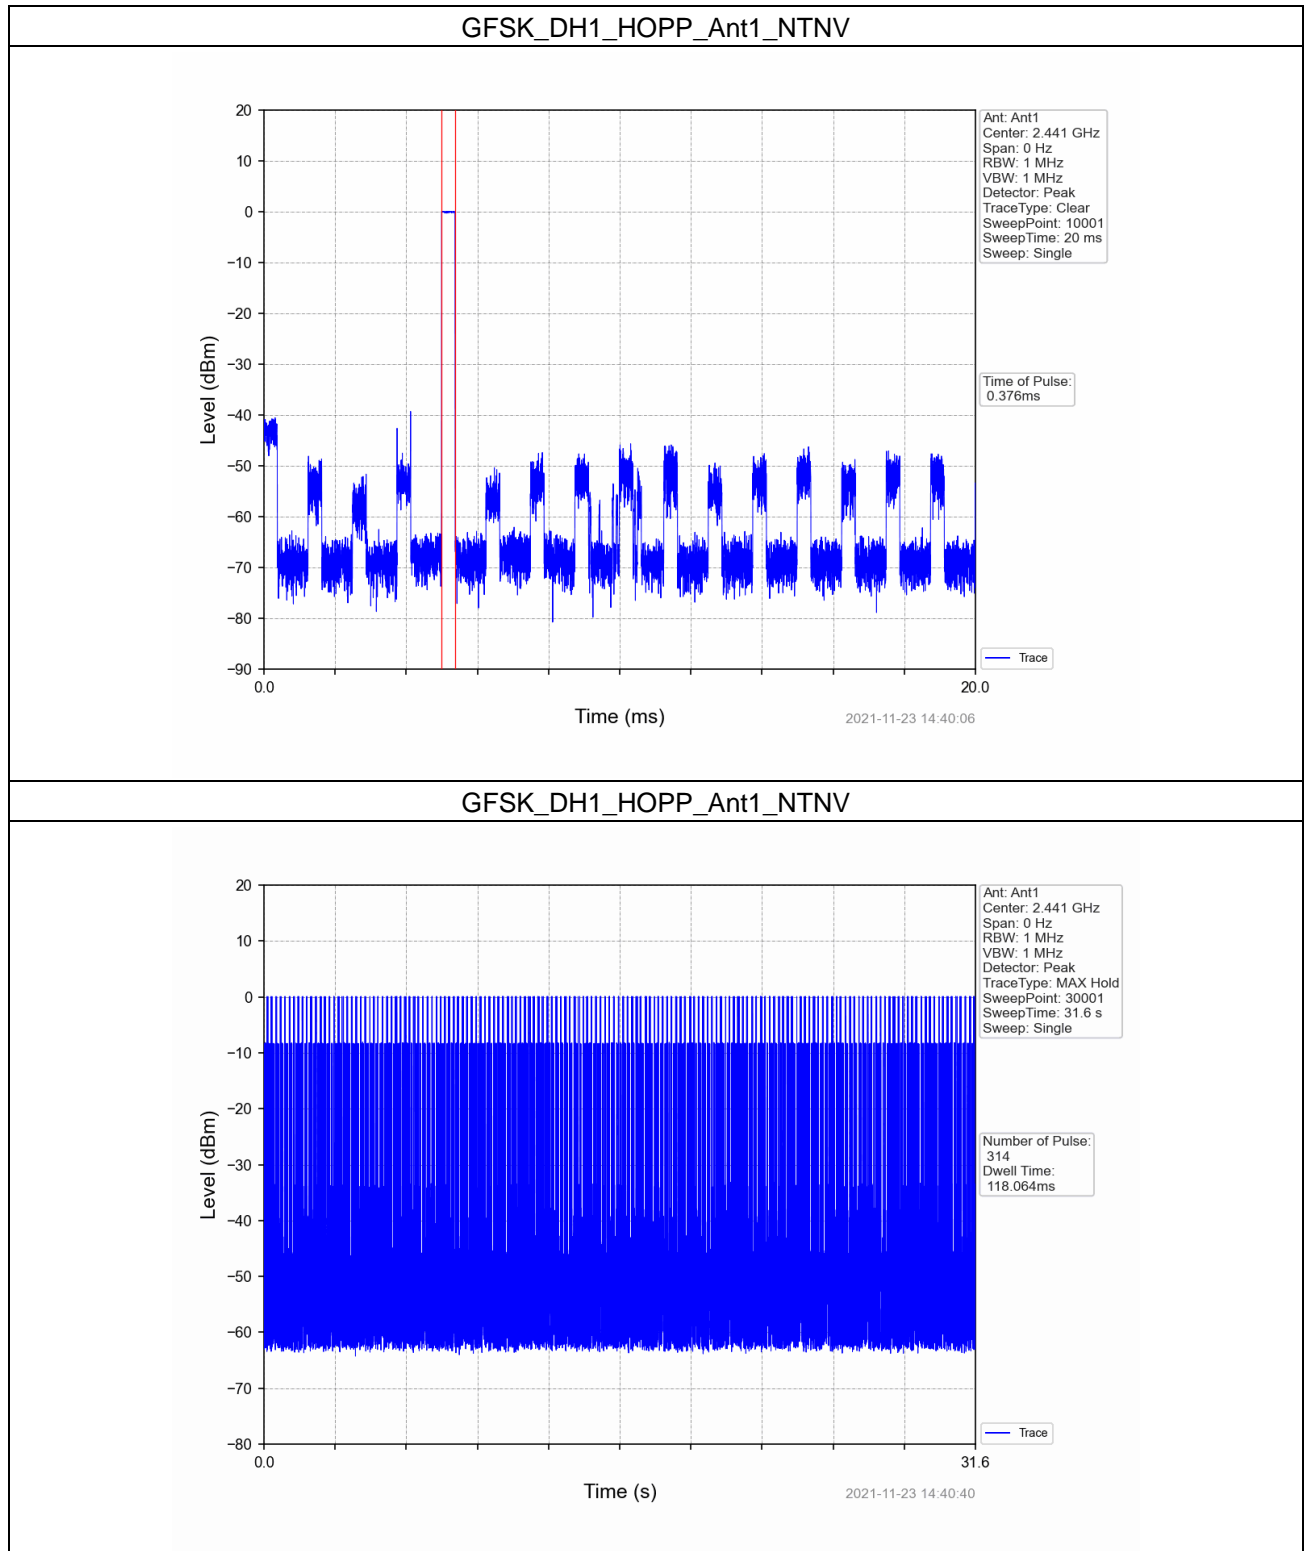 GFSK_DH1_HOPP_Ant1_NTNV
20
10
0
−10
−20
−30
−40
−50
−60
−70
−80
−90
Level (dBm)
0.0
20.0
Time (ms)
2021-11-23 14:40:06
Ant: Ant1
Center: 2.441 GHz
Span: 0 Hz
RBW: 1 MHz
VBW: 1 MHz
Detector: Peak
TraceType: Clear
SweepPoint: 10001
SweepTime: 20 ms
Sweep: Single
Time of Pulse:
0.376ms
Trace
GFSK_DH1_HOPP_Ant1_NTNV
20
10
0
−10
−20
−30
−40
−50
−60
−70
−80
Level (dBm)
0.0
31.6
Time (s)
2021-11-23 14:40:40
Ant: Ant1
Center: 2.441 GHz
Span: 0 Hz
RBW: 1 MHz
VBW: 1 MHz
Detector: Peak
TraceType: MAX Hold
SweepPoint: 30001
SweepTime: 31.6 s
Sweep: Single
Number of Pulse:
314
Dwell Time:
118.064ms
Trace